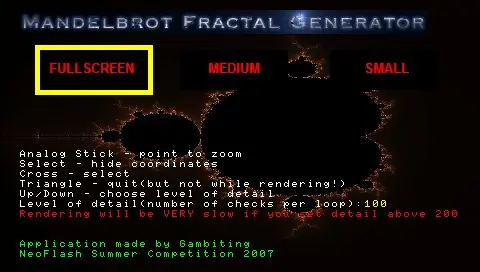 Mandelbrot Fractal Generator
FULLSCREEN MEDIUM SMALL
Analog Stick - point to zoom
Select - hide coordinates
Cross - select
Triangle - quit(but not while rendering!)
Up/Down - choose level of detail
Level of detail(number of checks per loop):100
Rendering will be VERY slow if you set detail above 200
Application made by Gambiting
NeoFlash Summer Competition 2007